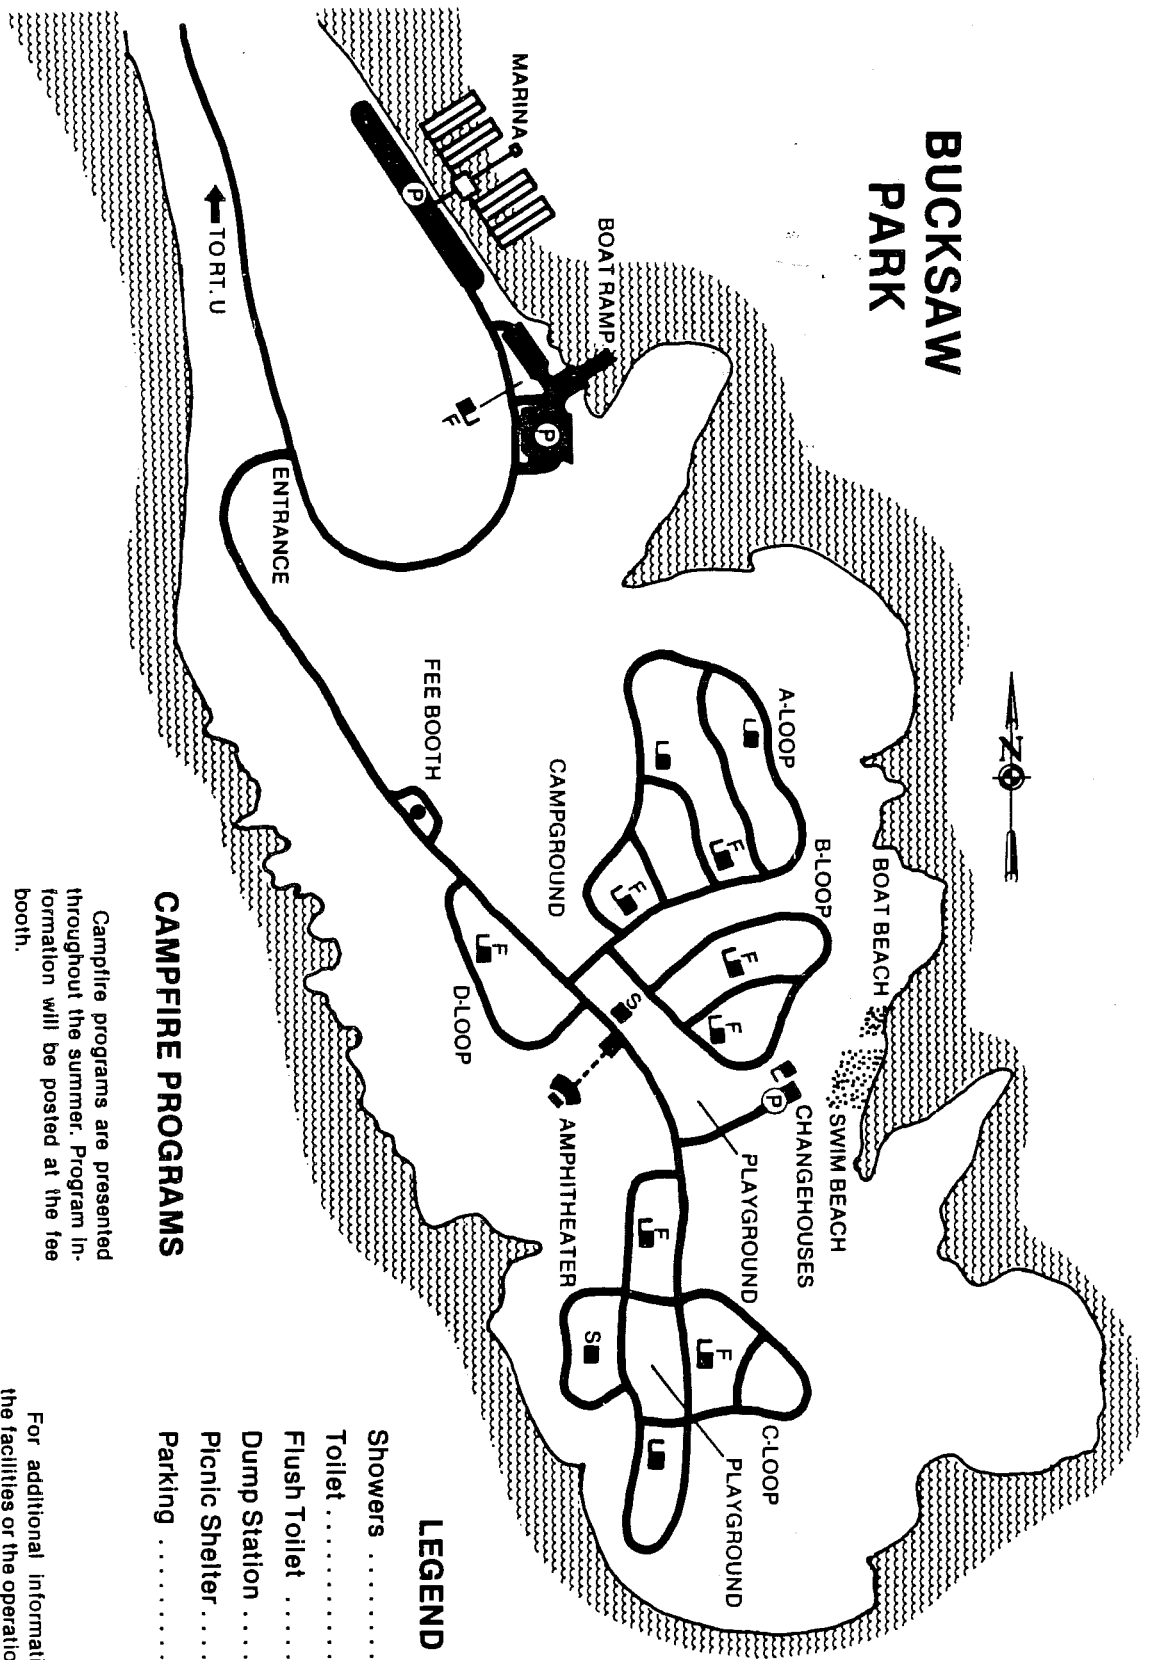 BUCKSAW
PARK
N
MARINA
P
BOAT RAMP
P
F
TO RT. U
ENTRANCE
FEE BOOTH
A-LOOP
F
F
CAMPGROUND
B-LOOP
F
F
BOAT BEACH
SWIM BEACH
CHANGEHOUSES
P
PLAYGROUND
S
F
D-LOOP
AMPHITHEATER
F
F
S
C-LOOP
PLAYGROUND
CAMPFIRE PROGRAMS
Campfire programs are presented
throughout the summer. Program in-
formation will be posted at the fee
booth.
LEGEND
Showers ........
Toilet ...........
Flush Toilet .....
Dump Station ....
Picnic Shelter ....
Parking .........
For additional informati
the facilities or the operatio